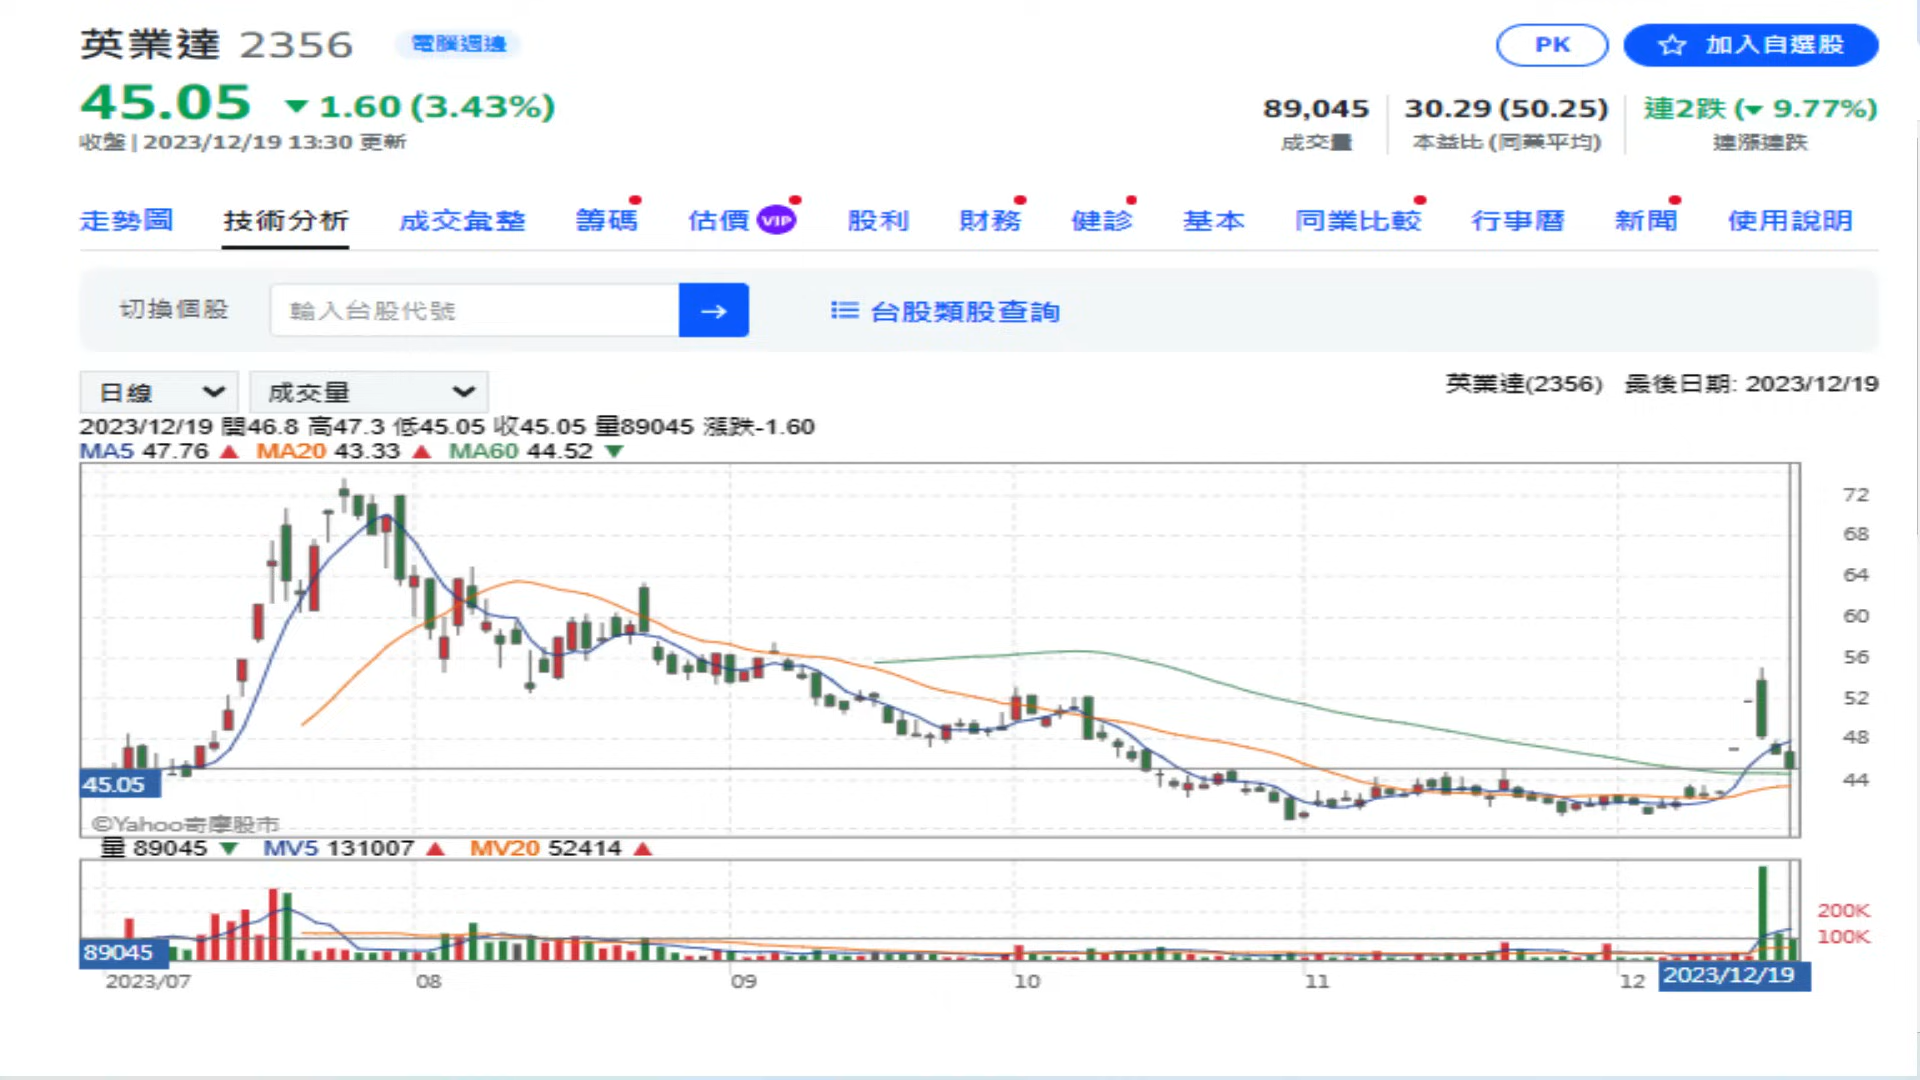 英業達 2356 電腦週邊 PK 加入自選股
45.05 ▼ 1.60 (3.43%)
收盤 | 2023/12/19 13:30 更新
89,045 30.29 (50.25) 連2跌 (▼ 9.77%)
成交量 本益比 (同業平均) 連漲連跌
走勢圖 技術分析 成交彙整 籌碼 估價 VIP 股利 財務 健診 基本 同業比較 行事曆 新聞 使用說明
切換個股 輸入台股代號 → 台股類股查詢
日線 成交量
英業達(2356) 最後日期: 2023/12/19
2023/12/19 開46.8 高47.3 低45.05 收45.05 量89045 漲跌-1.60
MA5 47.76 ▲ MA20 43.33 ▲ MA60 44.52 ▼
72
68
64
60
56
52
48
44
45.05
©Yahoo奇摩股市
量 89045 ▼ MV5 131007 ▲ MV20 52414 ▲
200K
100K
89045
2023/07 08 09 10 11 12 2023/12/19